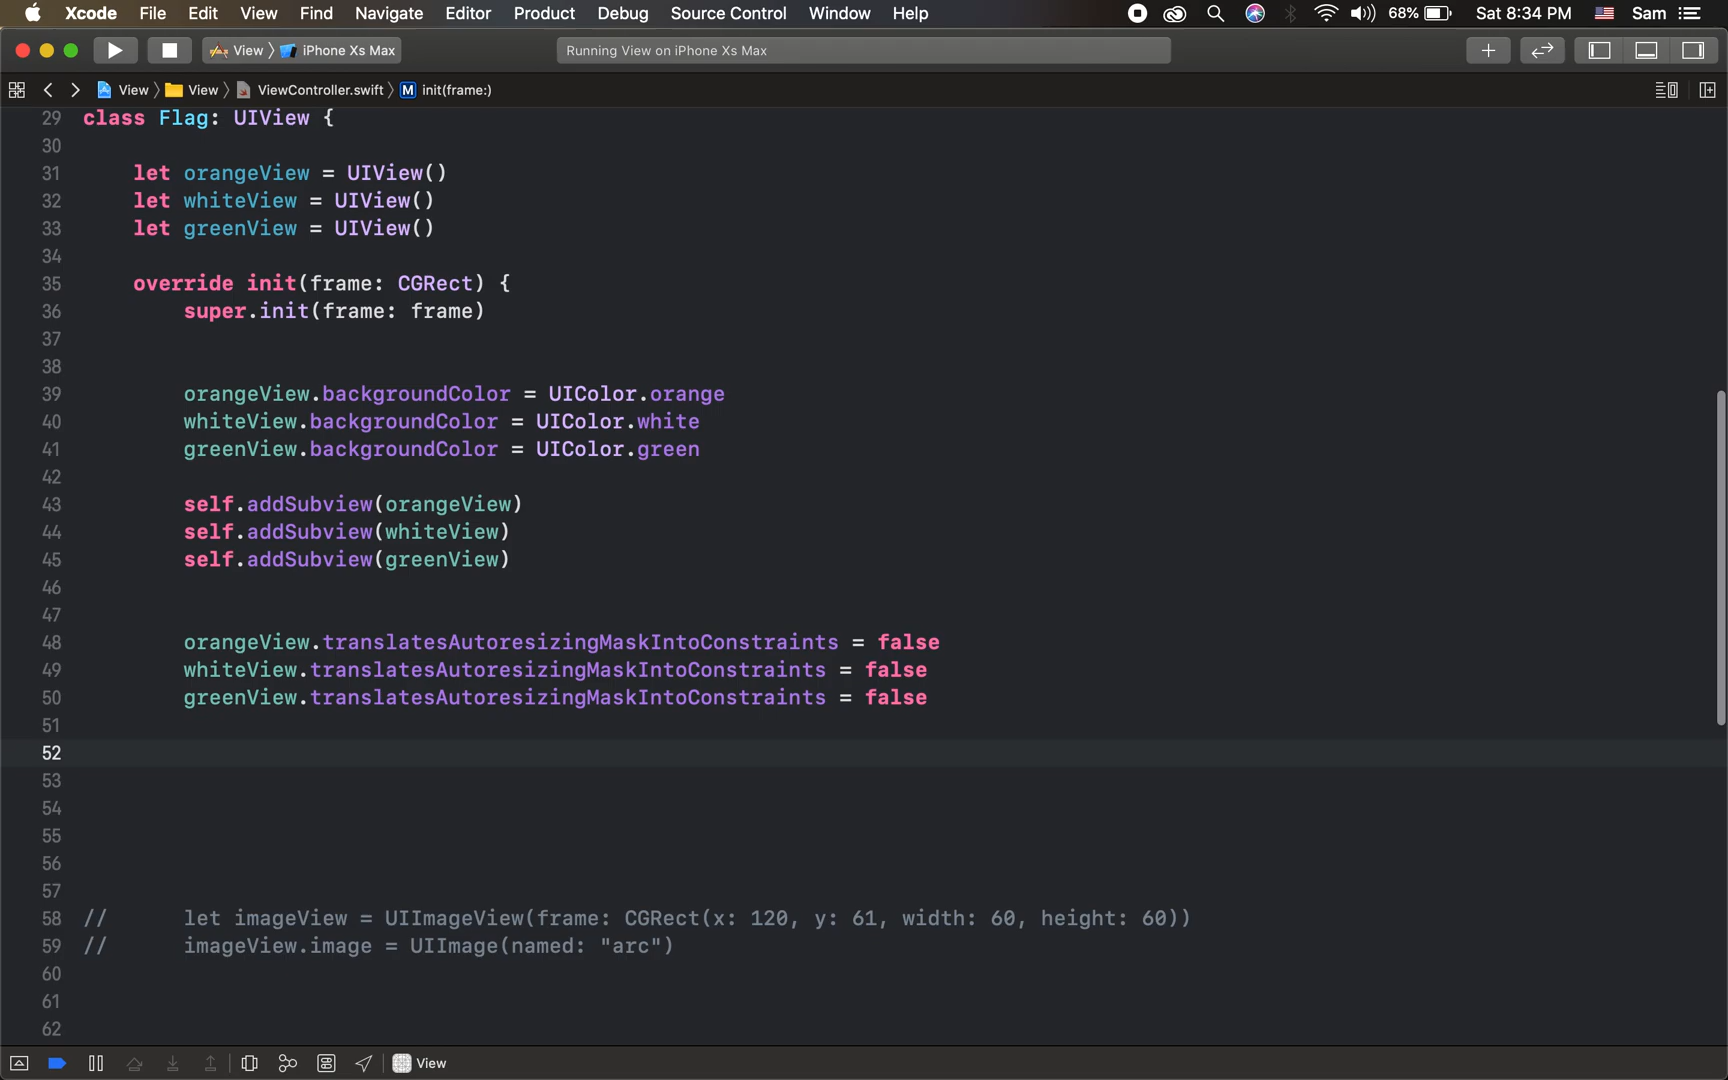 Xcode File Edit View Find Navigate Editor Product Debug Source Control Window Help 68% Sat 8:34 PM Sam
View 〉 iPhone Xs Max Running View on iPhone Xs Max
View 〉 View 〉 ViewController.swift 〉 M init(frame:)
29 class Flag: UIView {
30
31 let orangeView = UIView()
32 let whiteView = UIView()
33 let greenView = UIView()
34
35 override init(frame: CGRect) {
36 super.init(frame: frame)
37
38
39 orangeView.backgroundColor = UIColor.orange
40 whiteView.backgroundColor = UIColor.white
41 greenView.backgroundColor = UIColor.green
42
43 self.addSubview(orangeView)
44 self.addSubview(whiteView)
45 self.addSubview(greenView)
46
47
48 orangeView.translatesAutoresizingMaskIntoConstraints = false
49 whiteView.translatesAutoresizingMaskIntoConstraints = false
50 greenView.translatesAutoresizingMaskIntoConstraints = false
51
52
53
54
55
56
57
58 // let imageView = UIImageView(frame: CGRect(x: 120, y: 61, width: 60, height: 60))
59 // imageView.image = UIImage(named: "arc")
60
61
62
View